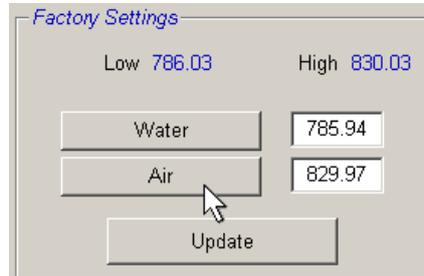 Factory Settings
Low 786.03 High 830.03
Water 785.94
Air 829.97
Update